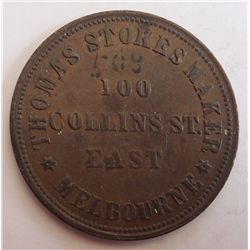 THOMAS STOKES MAKER
100
COLLINS ST.
EAST
MELBOURNE